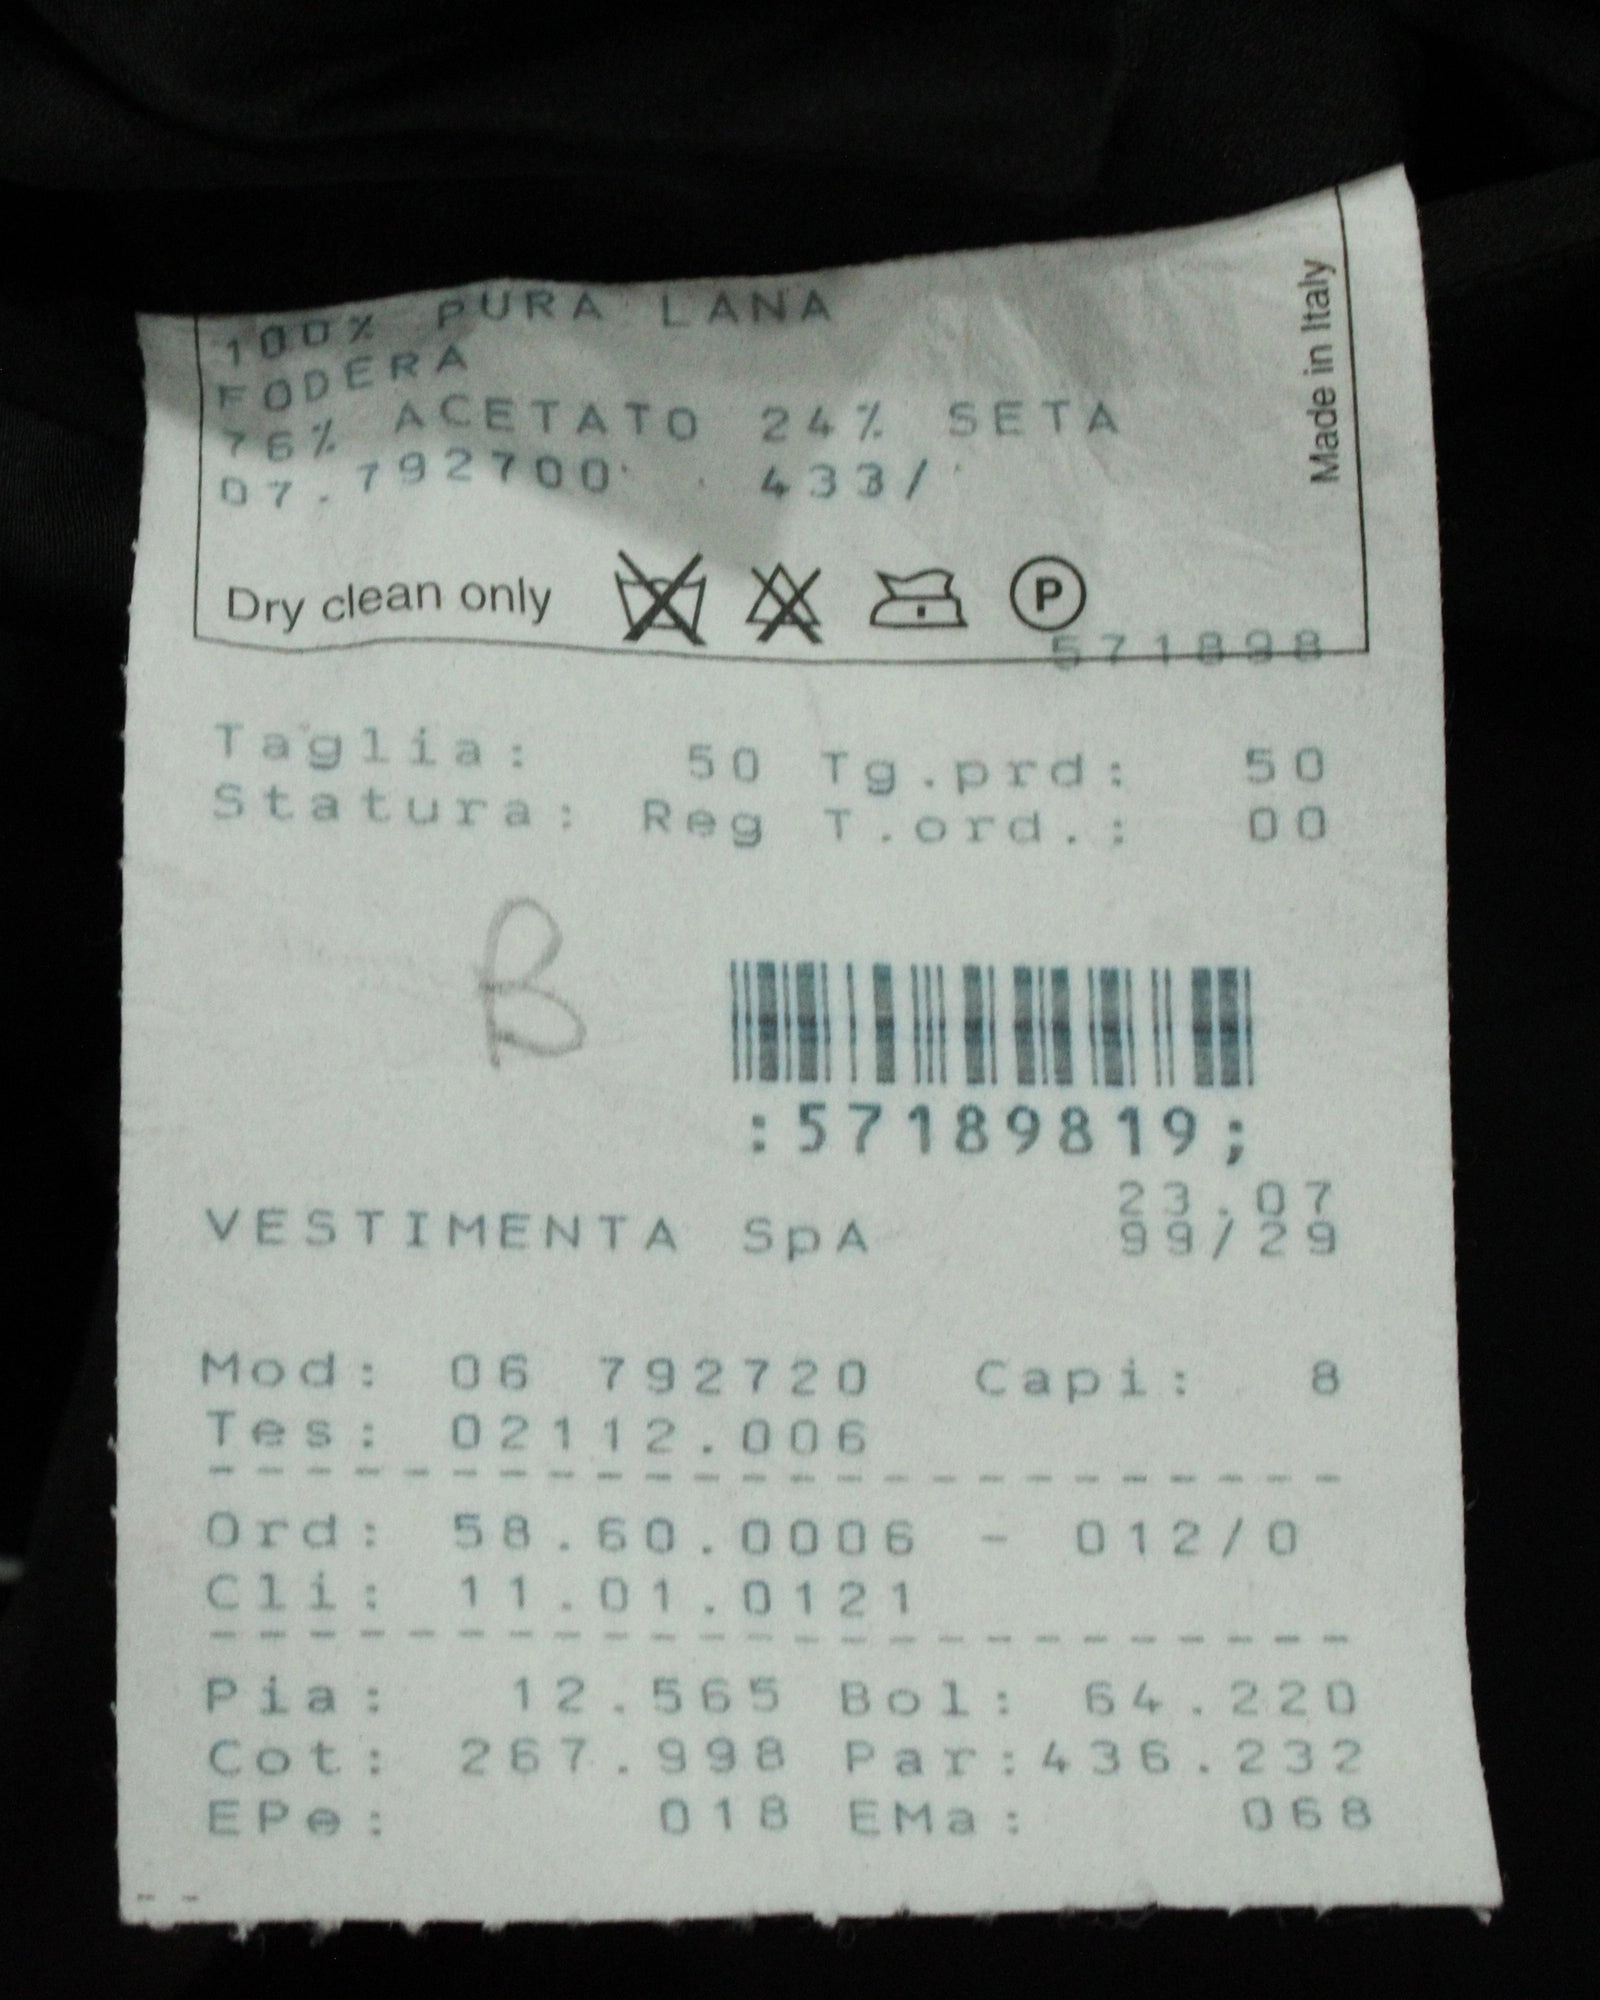 100% PURA LANA
FODERA
76% ACETATO 24% SETA
07.792700 433/
Made in Italy
Dry clean only P
571898
Taglia: 50 Tg.prd: 50
Statura: Reg T.ord.: 00
B
:57189819;
23.07
VESTIMENTA SpA 99/29
Mod: 06 792720 Capi: 8
Tes: 02112.006
Ord: 58.60.0006 - 012/0
Cli: 11.01.0121
Pia: 12.565 Bol: 64.220
Cot: 267.998 Par:436.232
EPe: 018 EMa: 068